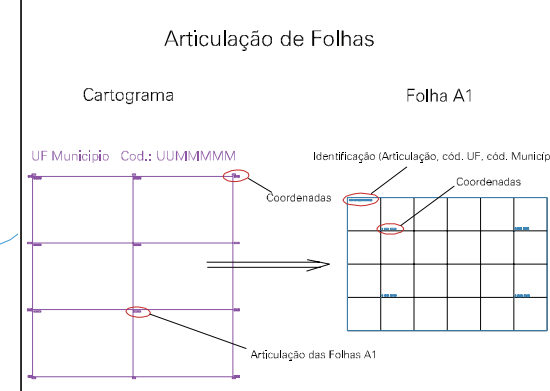 Articulação de Folhas
Cartograma
Folha A1
UF Municipio Cod.: UUMMMMM
Identificação (Articulação, cód. UF, cód. Municíp
Coordenadas
Coordenadas
Articulação das Folhas A1